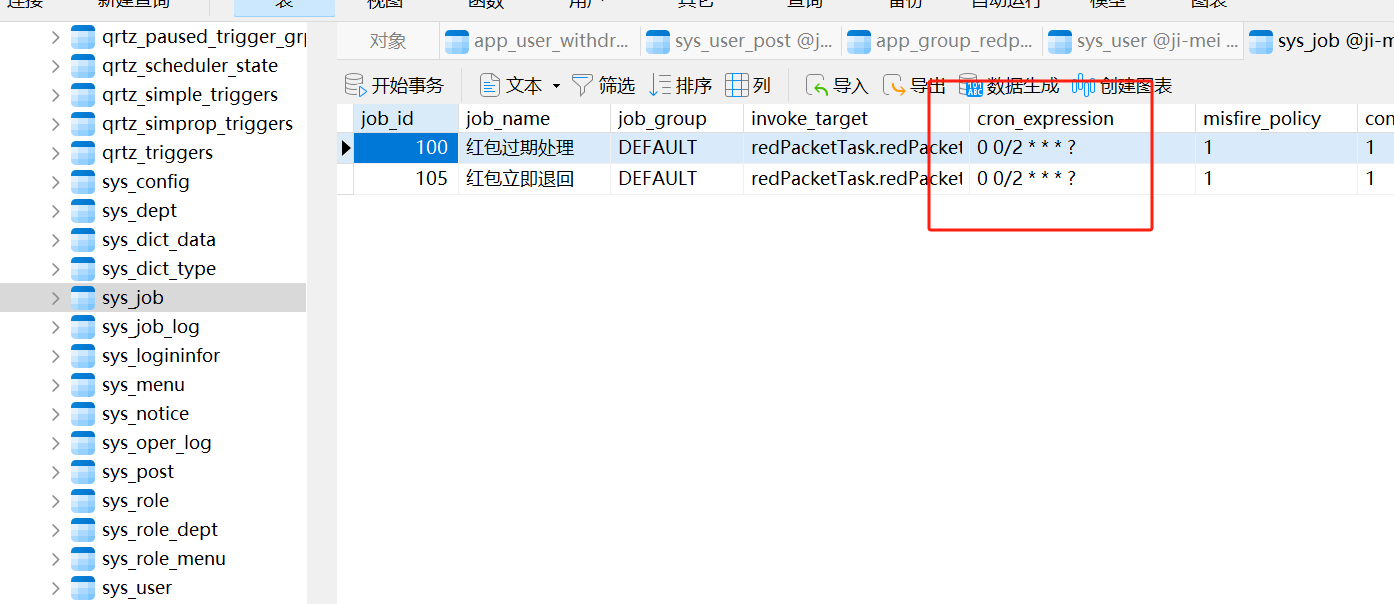 连接 新建查询 表 视图 函数 用户 其它 查询 备份 自动运行 模型 图表
qrtz_paused_trigger_grp
qrtz_scheduler_state
qrtz_simple_triggers
qrtz_simprop_triggers
qrtz_triggers
sys_config
sys_dept
sys_dict_data
sys_dict_type
sys_job
sys_job_log
sys_logininfor
sys_menu
sys_notice
sys_oper_log
sys_post
sys_role
sys_role_dept
sys_role_menu
sys_user
对象 app_user_withdr... sys_user_post @j... app_group_redp... sys_user @ji-mei ... sys_job @ji-m
开始事务 文本 筛选 排序 列 导入 导出 数据生成 创建图表
job_id job_name job_group invoke_target cron_expression misfire_policy con
100 红包过期处理 DEFAULT redPacketTask.redPacket 0 0/2 * * * ? 1 1
105 红包立即退回 DEFAULT redPacketTask.redPacket 0 0/2 * * * ? 1 1